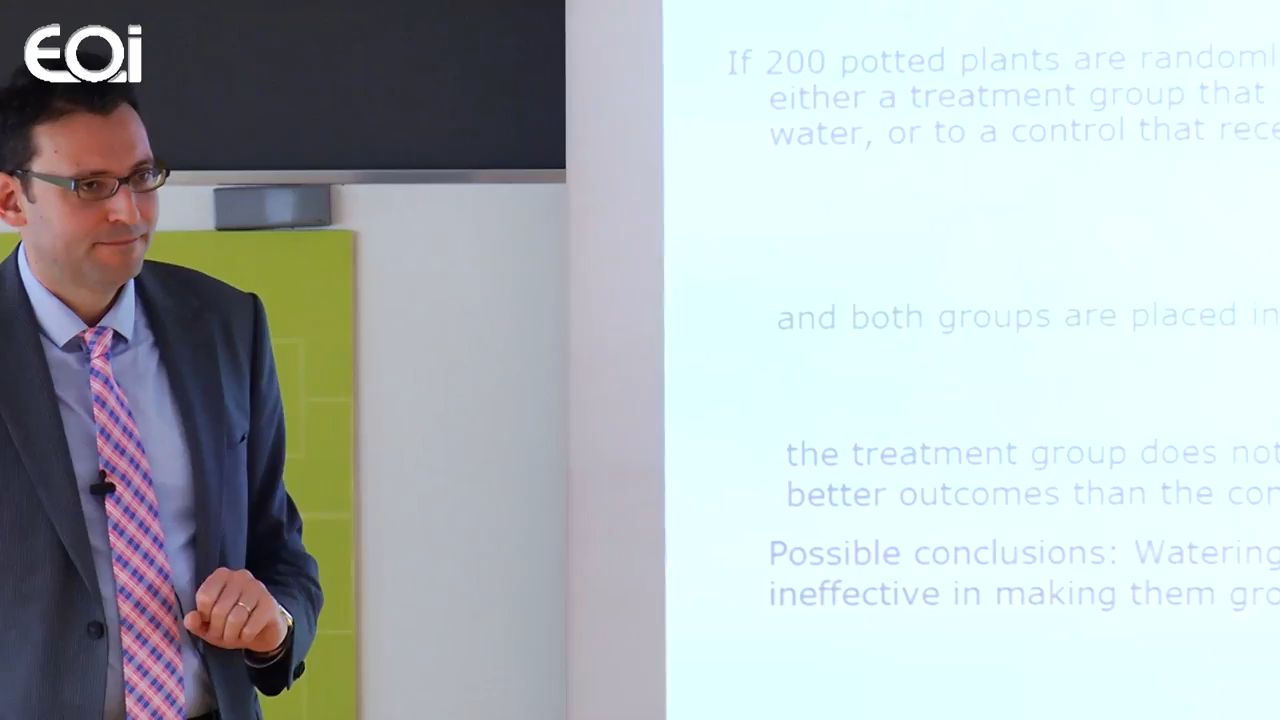 EOi
If 200 potted plants are randoml
either a treatment group that
water, or to a control that rece
and both groups are placed in
the treatment group does not
better outcomes than the con
Possible conclusions: Watering
ineffective in making them gro